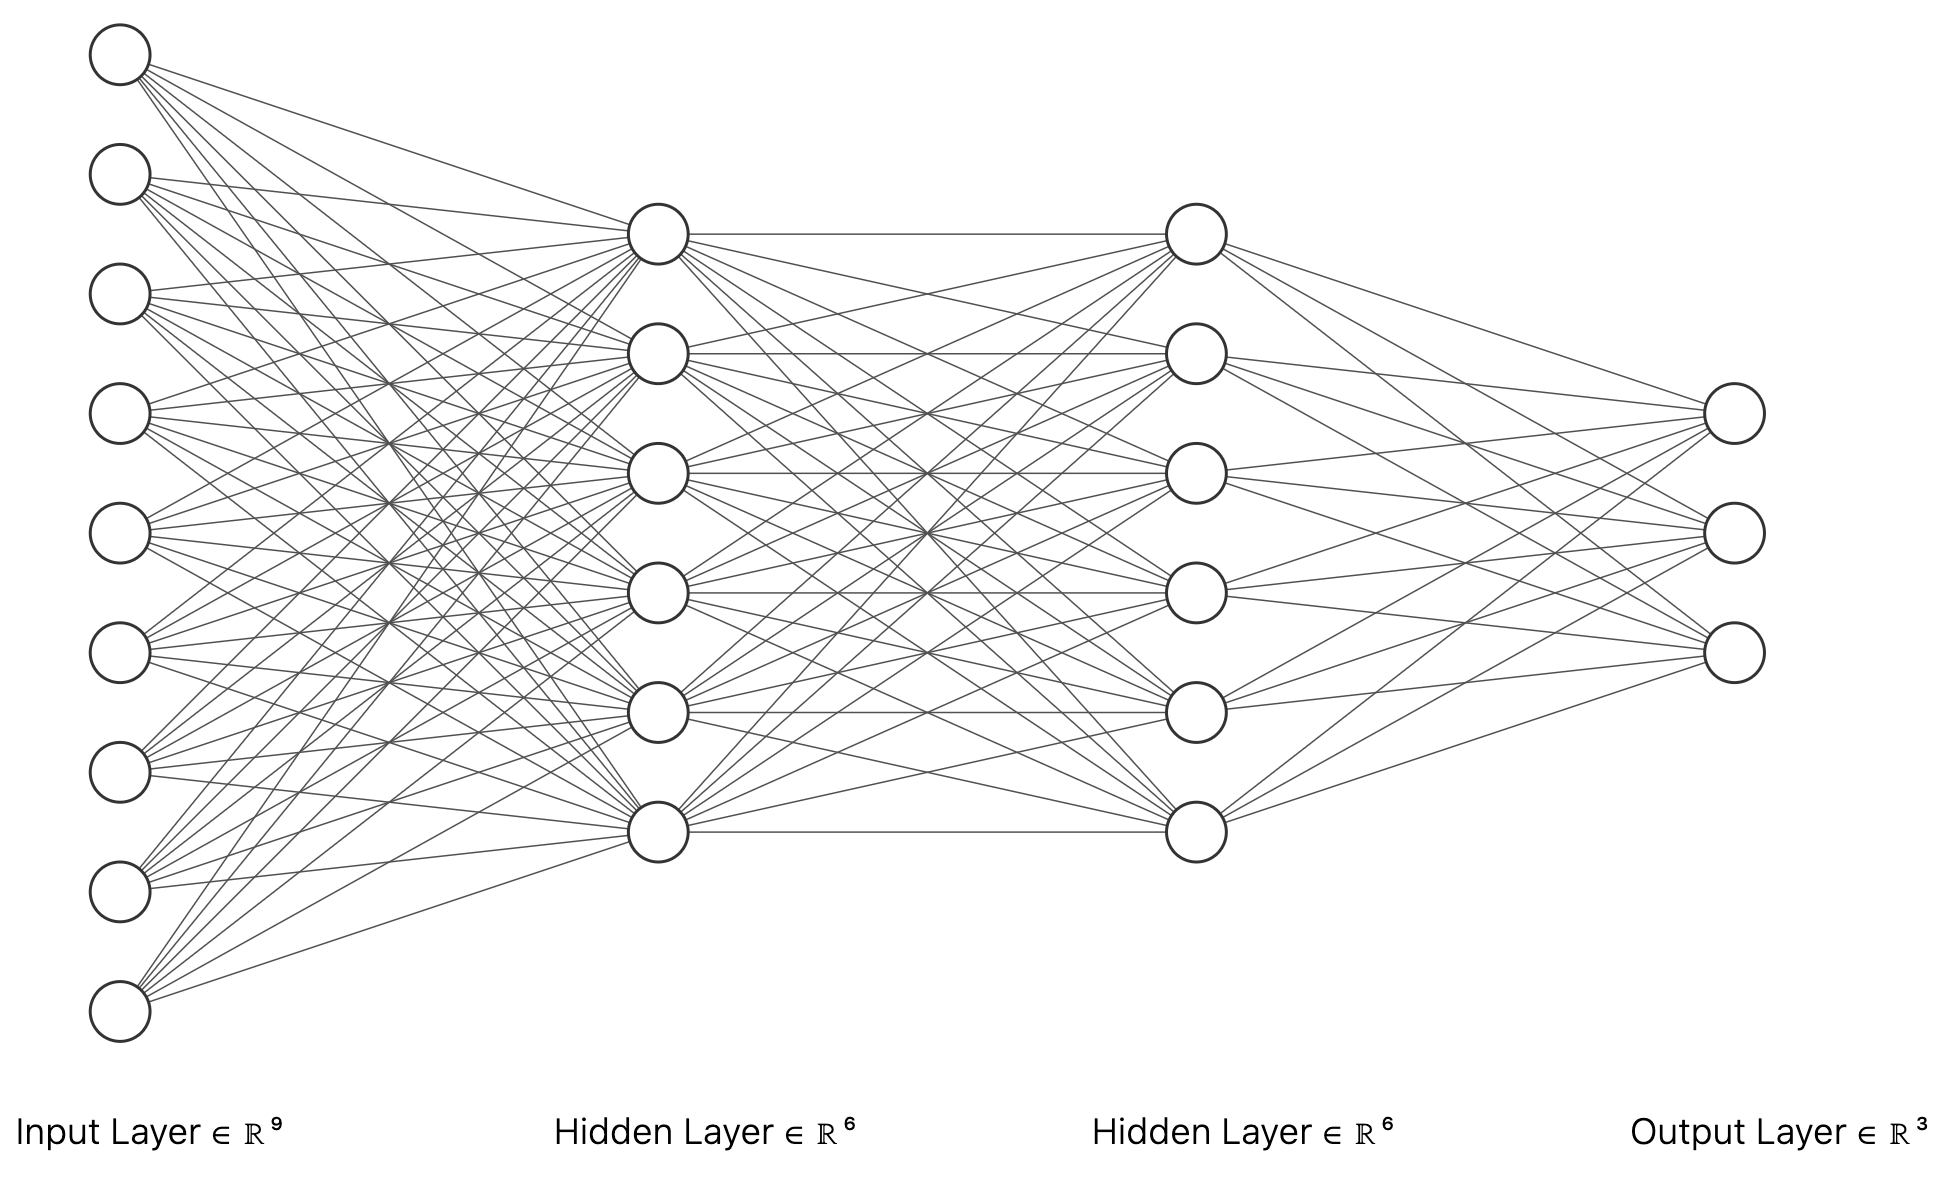 Input Layer ∈ ℝ⁹
Hidden Layer ∈ ℝ⁶
Hidden Layer ∈ ℝ⁶
Output Layer ∈ ℝ³